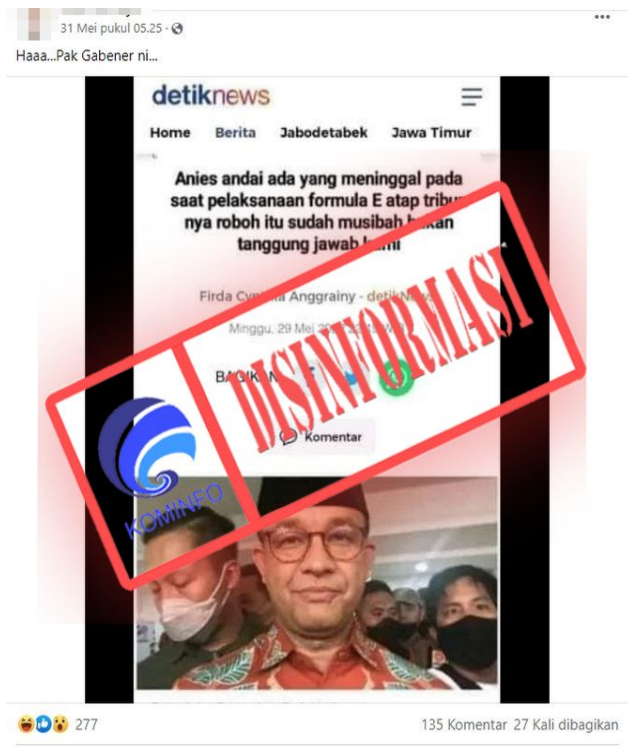 31 Mei pukul 05.25 ·
Haaa...Pak Gabener ni...
detiknews
Home Berita Jabodetabek Jawa Timur
Anies andai ada yang meninggal pada
saat pelaksanaan formula E atap
nya roboh itu sudah musibah
tanggung jawab
Firda Anggrainy -
Minggu, 29 Mei
DISINFORMASI
KOMINFO
Komentar
277
135 Komentar 27 Kali dibagikan